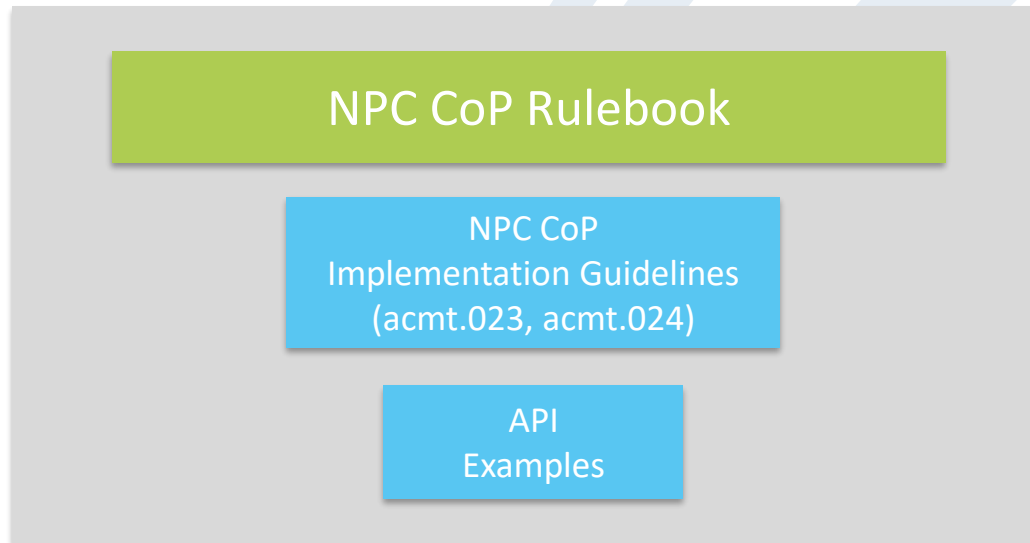 NPC CoP Rulebook
NPC CoP
Implementation Guidelines
(acmt.023, acmt.024)
API
Examples